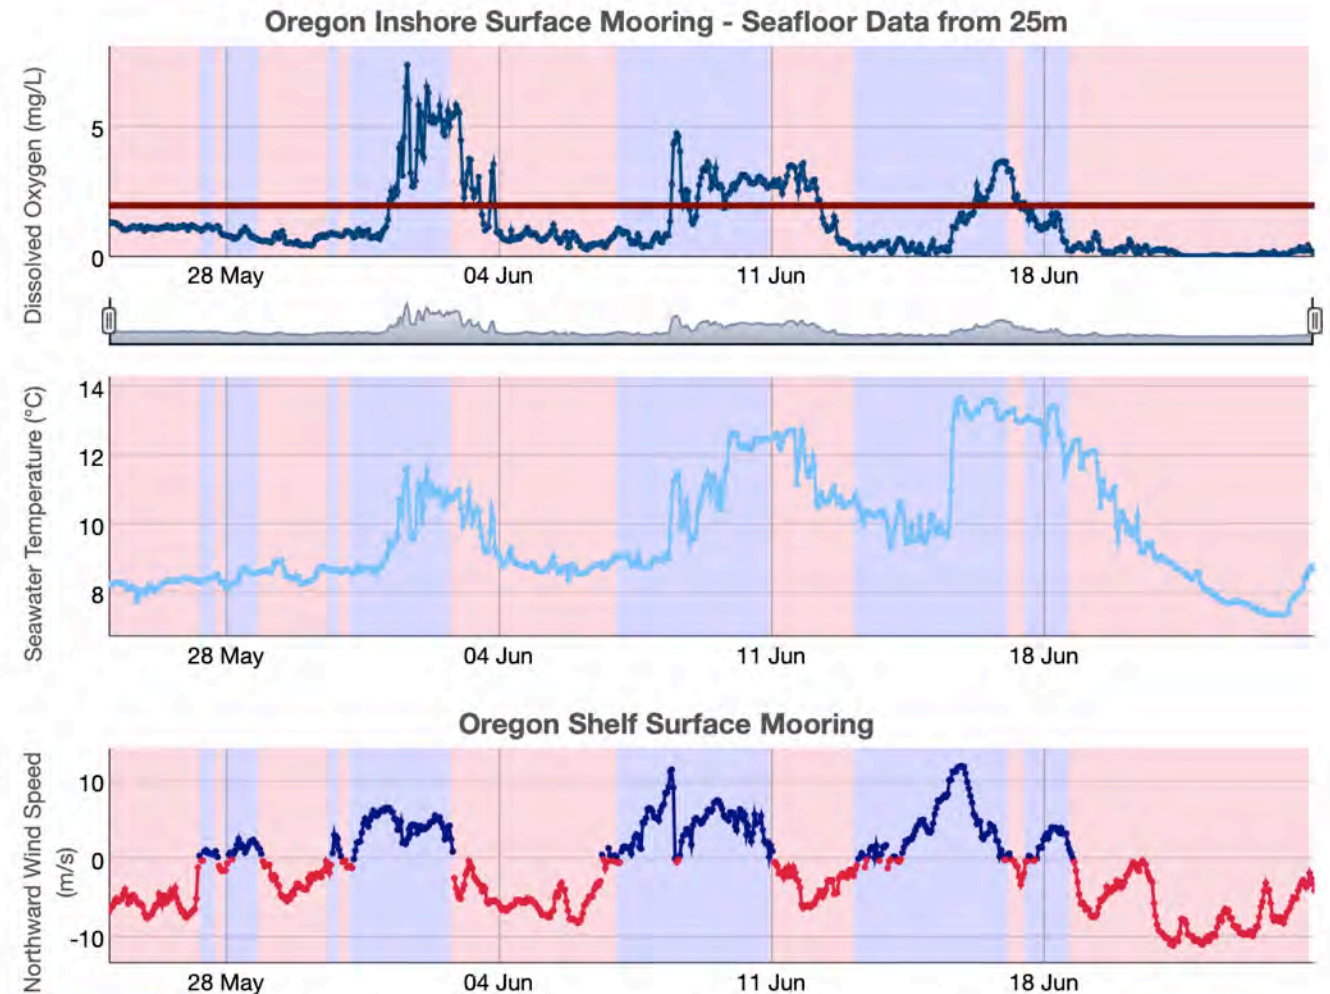 Oregon Inshore Surface Mooring - Seafloor Data from 25m
Dissolved Oxygen (mg/L)
5
0
28 May
04 Jun
11 Jun
18 Jun
Seawater Temperature (°C)
14
12
10
8
28 May
04 Jun
11 Jun
18 Jun
Oregon Shelf Surface Mooring
Northward Wind Speed
(m/s)
10
0
-10
28 May
04 Jun
11 Jun
18 Jun